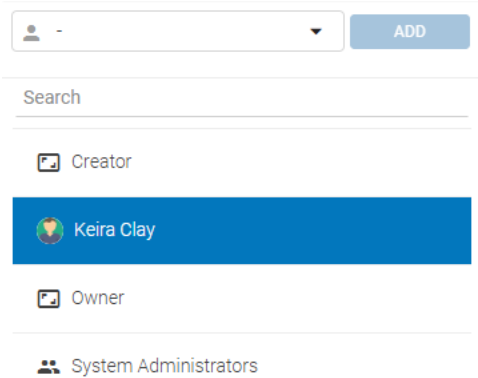 - ADD
Search
Creator
Keira Clay
Owner
System Administrators